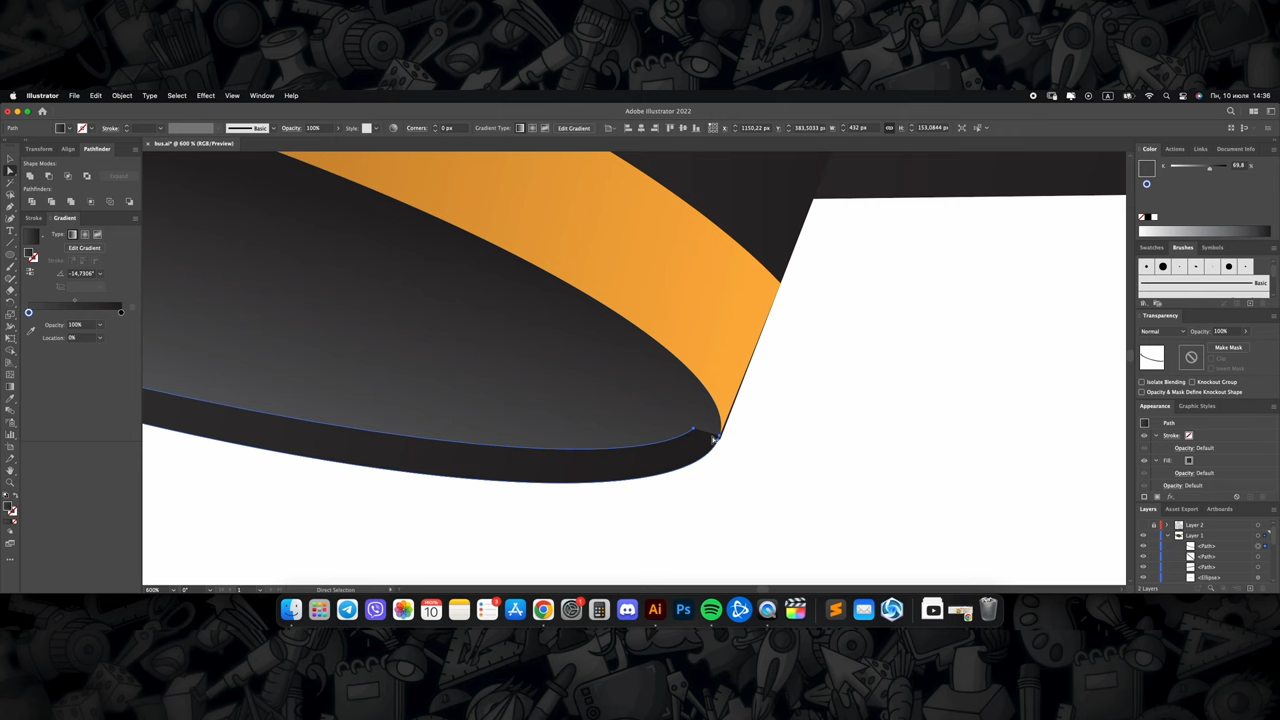 Illustrator File Edit Object Type Select Effect View Window Help
A Пн, 10 июля 14:36
Adobe Illustrator 2022
Path Stroke: Basic Opacity: 100% Style: Corners: 0 px Gradient Type: Edit Gradient X: 1150,22 px Y: 383,5033 px W: 432 px H: 153,0844 px
Transform Align Pathfinder
Shape Modes:
Expand
Pathfinders:
Stroke Gradient
Type:
Edit Gradient
Stroke:
-14,7306°
Opacity: 100%
Location: 0%
× bus.ai* @ 600 % (RGB/Preview)
Color Actions Links Document Info
K 69,8 %
Swatches Brushes Symbols
Basic
Transparency
Normal Opacity: 100%
Make Mask
Clip
Invert Mask
Isolate Blending Knockout Group
Opacity & Mask Define Knockout Shape
Appearance Graphic Styles
Path
Stroke:
Opacity: Default
Fill:
Opacity: Default
Opacity: Default
Layers Asset Export Artboards
Layer 2
Layer 1
<Path>
<Path>
<Path>
<Ellipse>
2 Layers
600% 0° 1 Direct Selection
10
3
1
Ai
Ps